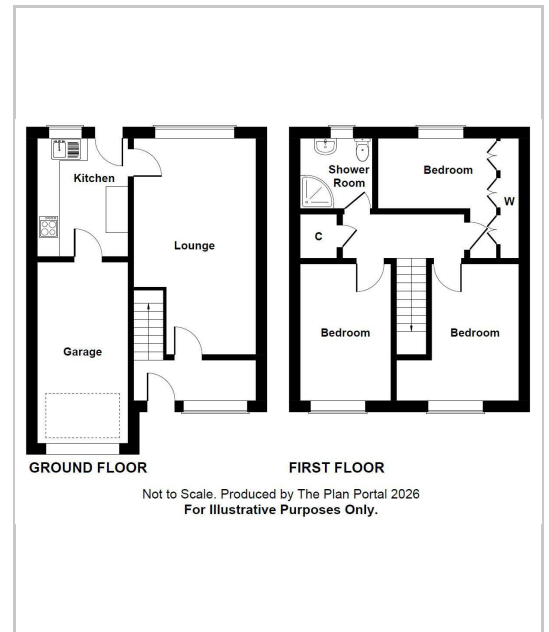 Kitchen
Lounge
Garage
Shower
Room
Bedroom
W
C
Bedroom
Bedroom
GROUND FLOOR
FIRST FLOOR
Not to Scale. Produced by The Plan Portal 2026
For Illustrative Purposes Only.